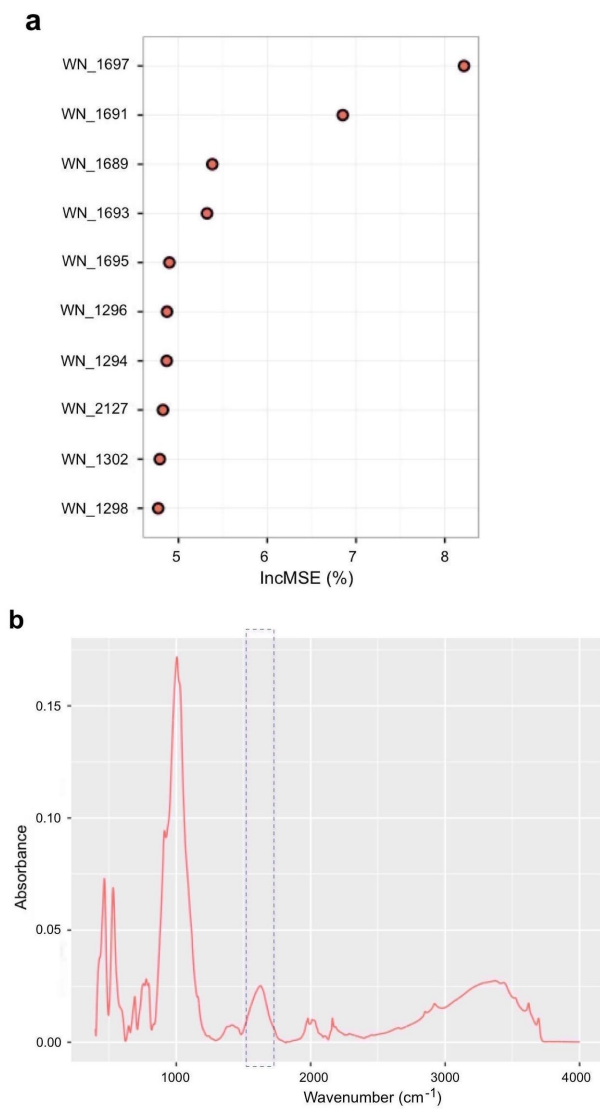 a
WN_1697
WN_1691
WN_1689
WN_1693
WN_1695
WN_1296
WN_1294
WN_2127
WN_1302
WN_1298
5 6 7 8
IncMSE (%)
b
0.15
0.10
0.05
0.00
Absorbance
1000 2000 3000 4000
Wavenumber (cm⁻¹)